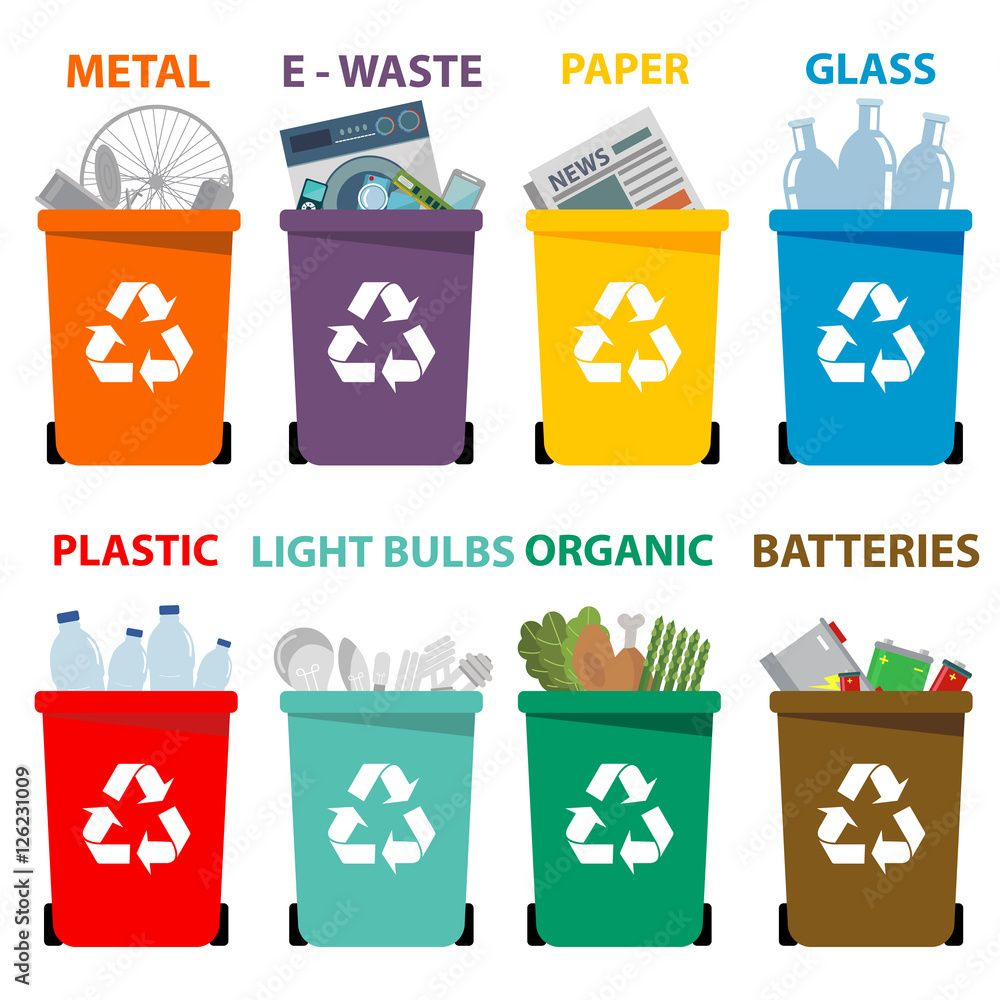 METAL
E - WASTE
PAPER
GLASS
NEWS
PLASTIC
LIGHT BULBS
ORGANIC
BATTERIES
Adobe Stock | #126231009